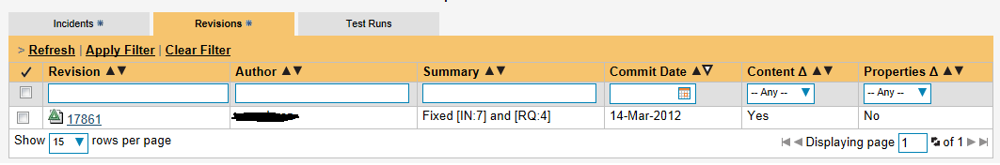 Incidents * Revisions * Test Runs
> Refresh | Apply Filter | Clear Filter
✓ Revision ▲▼ Author ▲▼ Summary ▲▼ Commit Date ▲▽ Content Δ ▲▼ Properties Δ ▲▼
-- Any -- ▼ -- Any -- ▼
17861 Fixed [IN:7] and [RQ:4] 14-Mar-2012 Yes No
Show 15 ▼ rows per page Displaying page 1 of 1